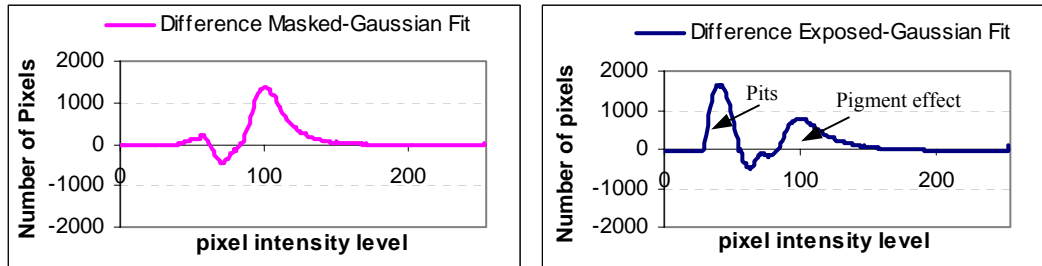 Difference Masked-Gaussian Fit
Number of Pixels
2000
1000
0
-1000
-2000
0 100 200
pixel intensity level
Difference Exposed-Gaussian Fit
Number of pixels
2000
1000
0
-1000
-2000
Pits
Pigment effect
0 100 200
pixel intensity level